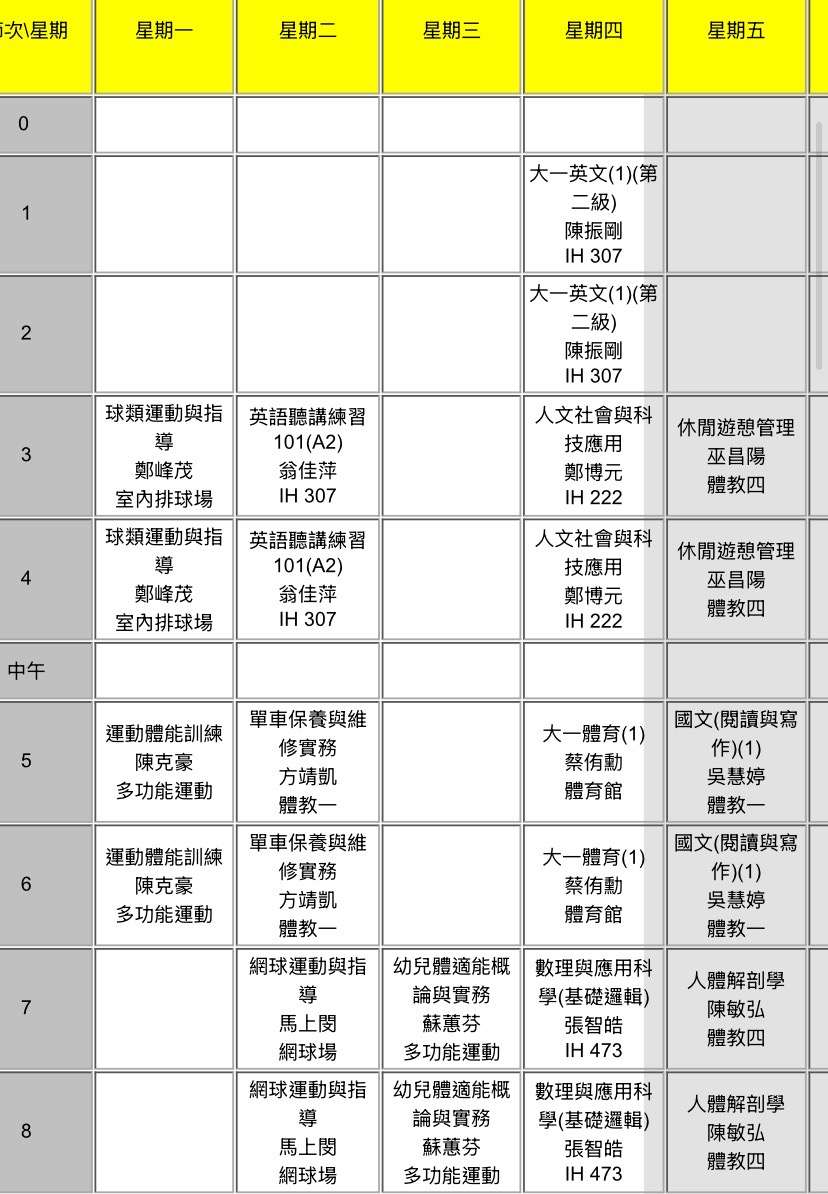 次\星期 星期一 星期二 星期三 星期四 星期五
0
1
大一英文(1)(第
二級)
陳振剛
IH 307
2
大一英文(1)(第
二級)
陳振剛
IH 307
3
球類運動與指
導
鄭峰茂
室內排球場
英語聽講練習
101(A2)
翁佳萍
IH 307
人文社會與科
技應用
鄭博元
IH 222
休閒遊憩管理
巫昌陽
體教四
4
球類運動與指
導
鄭峰茂
室內排球場
英語聽講練習
101(A2)
翁佳萍
IH 307
人文社會與科
技應用
鄭博元
IH 222
休閒遊憩管理
巫昌陽
體教四
中午
5
運動體能訓練
陳克豪
多功能運動
單車保養與維
修實務
方靖凱
體教一
大一體育(1)
蔡侑勳
體育館
國文(閱讀與寫
作)(1)
吳慧婷
體教一
6
運動體能訓練
陳克豪
多功能運動
單車保養與維
修實務
方靖凱
體教一
大一體育(1)
蔡侑勳
體育館
國文(閱讀與寫
作)(1)
吳慧婷
體教一
7
網球運動與指
導
馬上閔
網球場
幼兒體適能概
論與實務
蘇蕙芬
多功能運動
數理與應用科
學(基礎邏輯)
張智皓
IH 473
人體解剖學
陳敏弘
體教四
8
網球運動與指
導
馬上閔
網球場
幼兒體適能概
論與實務
蘇蕙芬
多功能運動
數理與應用科
學(基礎邏輯)
張智皓
IH 473
人體解剖學
陳敏弘
體教四